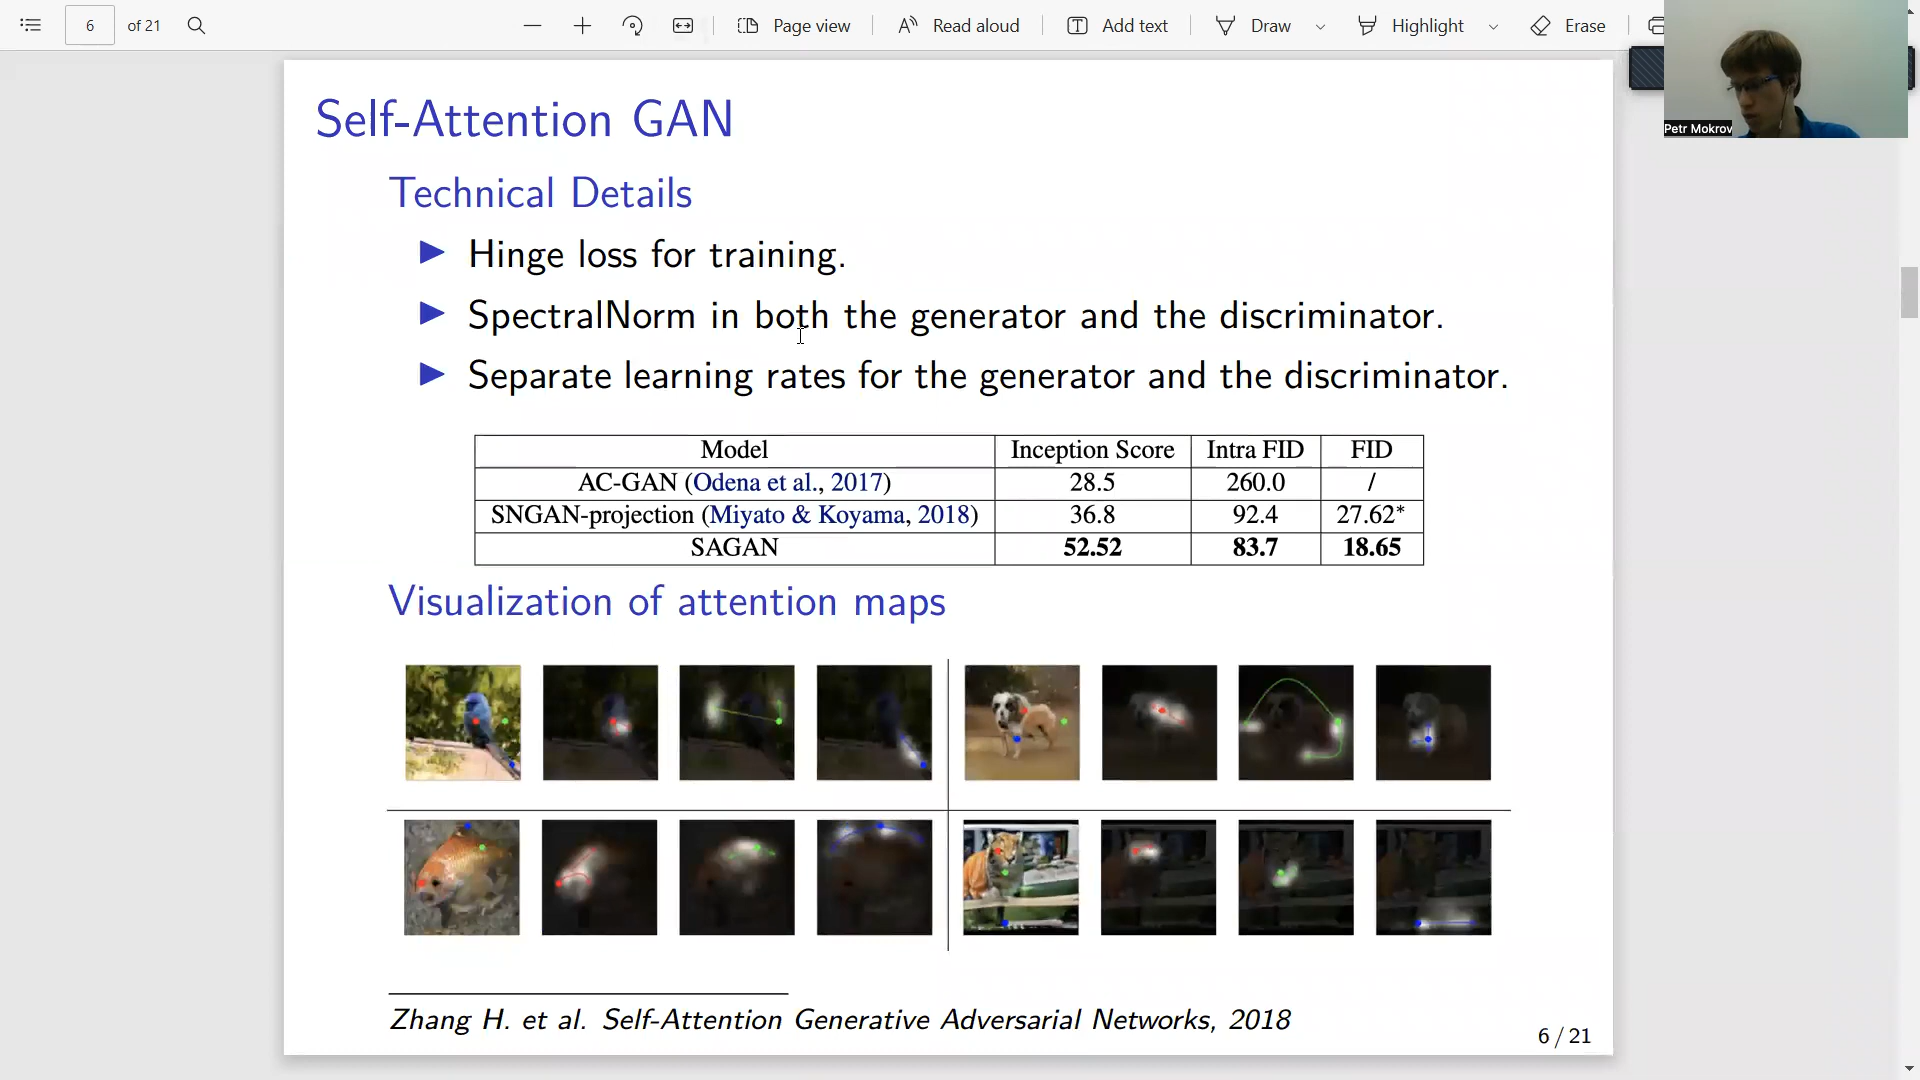 6 of 21 Page view Read aloud Add text Draw Highlight Erase
Petr Mokrov
Self-Attention GAN
Technical Details
Hinge loss for training.
SpectralNorm in both the generator and the discriminator.
Separate learning rates for the generator and the discriminator.
Model Inception Score Intra FID FID
AC-GAN (Odena et al., 2017) 28.5 260.0 /
SNGAN-projection (Miyato & Koyama, 2018) 36.8 92.4 27.62*
SAGAN 52.52 83.7 18.65
Visualization of attention maps
Zhang H. et al. Self-Attention Generative Adversarial Networks, 2018
6 / 21